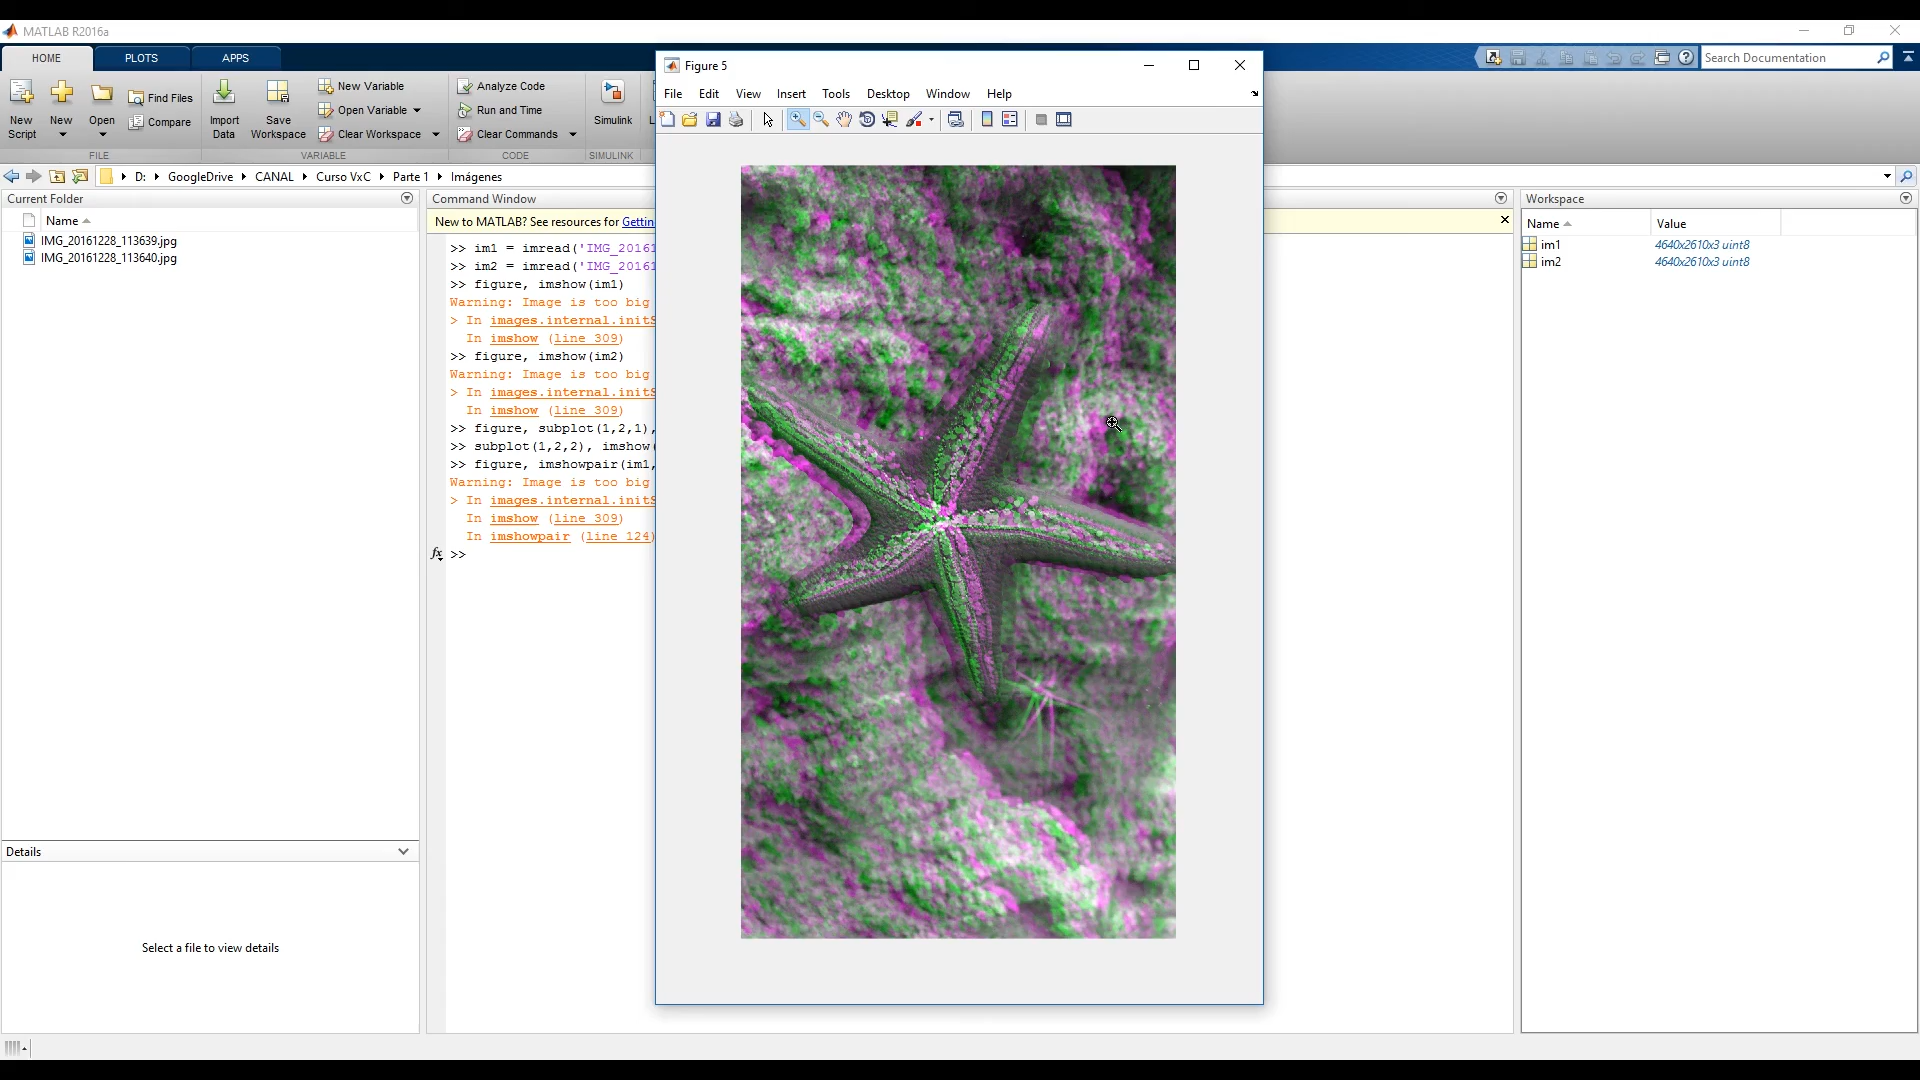 MATLAB R2016a
HOME
PLOTS
APPS
Search Documentation
New Script
New
Open
Find Files
Compare
FILE
Import Data
Save Workspace
New Variable
Open Variable
Clear Workspace
VARIABLE
Analyze Code
Run and Time
Clear Commands
CODE
Simulink
SIMULINK
D: GoogleDrive CANAL Curso VxC Parte 1 Imágenes
Current Folder
Name
IMG_20161228_113639.jpg
IMG_20161228_113640.jpg
Details
Select a file to view details
Command Window
New to MATLAB? See resources for Gettin
>> im1 = imread('IMG_20161
>> im2 = imread('IMG_20161
>> figure, imshow(im1)
Warning: Image is too big
> In images.internal.initS
In imshow (line 309)
>> figure, imshow(im2)
Warning: Image is too big
> In images.internal.initS
In imshow (line 309)
>> figure, subplot(1,2,1),
>> subplot(1,2,2), imshow(
>> figure, imshowpair(im1,
Warning: Image is too big
> In images.internal.initS
In imshow (line 309)
In imshowpair (line 124)
fx >>
Figure 5
File Edit View Insert Tools Desktop Window Help
Workspace
Name Value
im1 4640x2610x3 uint8
im2 4640x2610x3 uint8